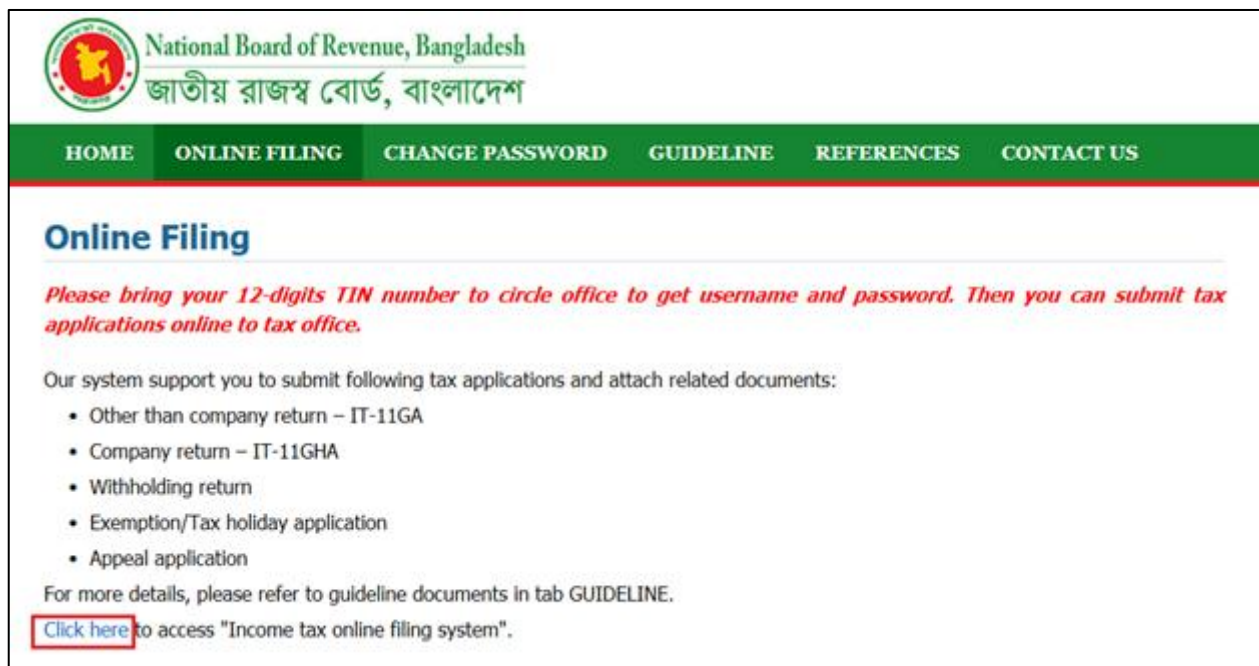 National Board of Revenue, Bangladesh
জাতীয় রাজস্ব বোর্ড, বাংলাদেশ
HOME ONLINE FILING CHANGE PASSWORD GUIDELINE REFERENCES CONTACT US
Online Filing
Please bring your 12-digits TIN number to circle office to get username and password. Then you can submit tax
applications online to tax office.
Our system support you to submit following tax applications and attach related documents:
• Other than company return – IT-11GA
• Company return – IT-11GHA
• Withholding return
• Exemption/Tax holiday application
• Appeal application
For more details, please refer to guideline documents in tab GUIDELINE.
Click here to access "Income tax online filing system".